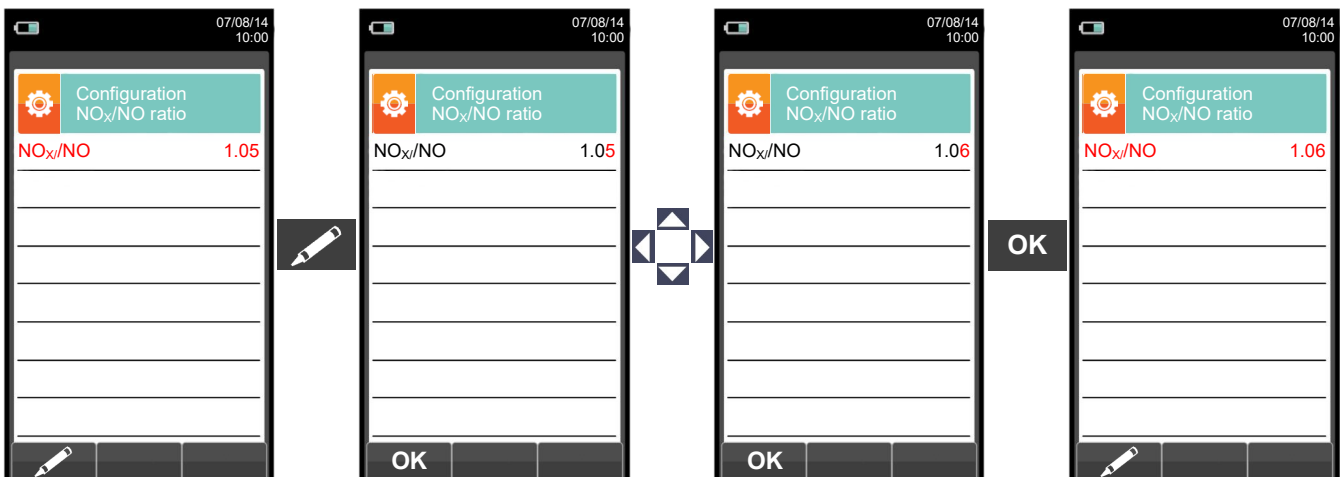 07/08/14
10:00
Configuration
NOX/NO ratio
NOX//NO 1.05
07/08/14
10:00
Configuration
NOX/NO ratio
NOX//NO 1.05
OK
07/08/14
10:00
Configuration
NOX/NO ratio
NOX//NO 1.06
OK
OK
07/08/14
10:00
Configuration
NOX/NO ratio
NOX//NO 1.06